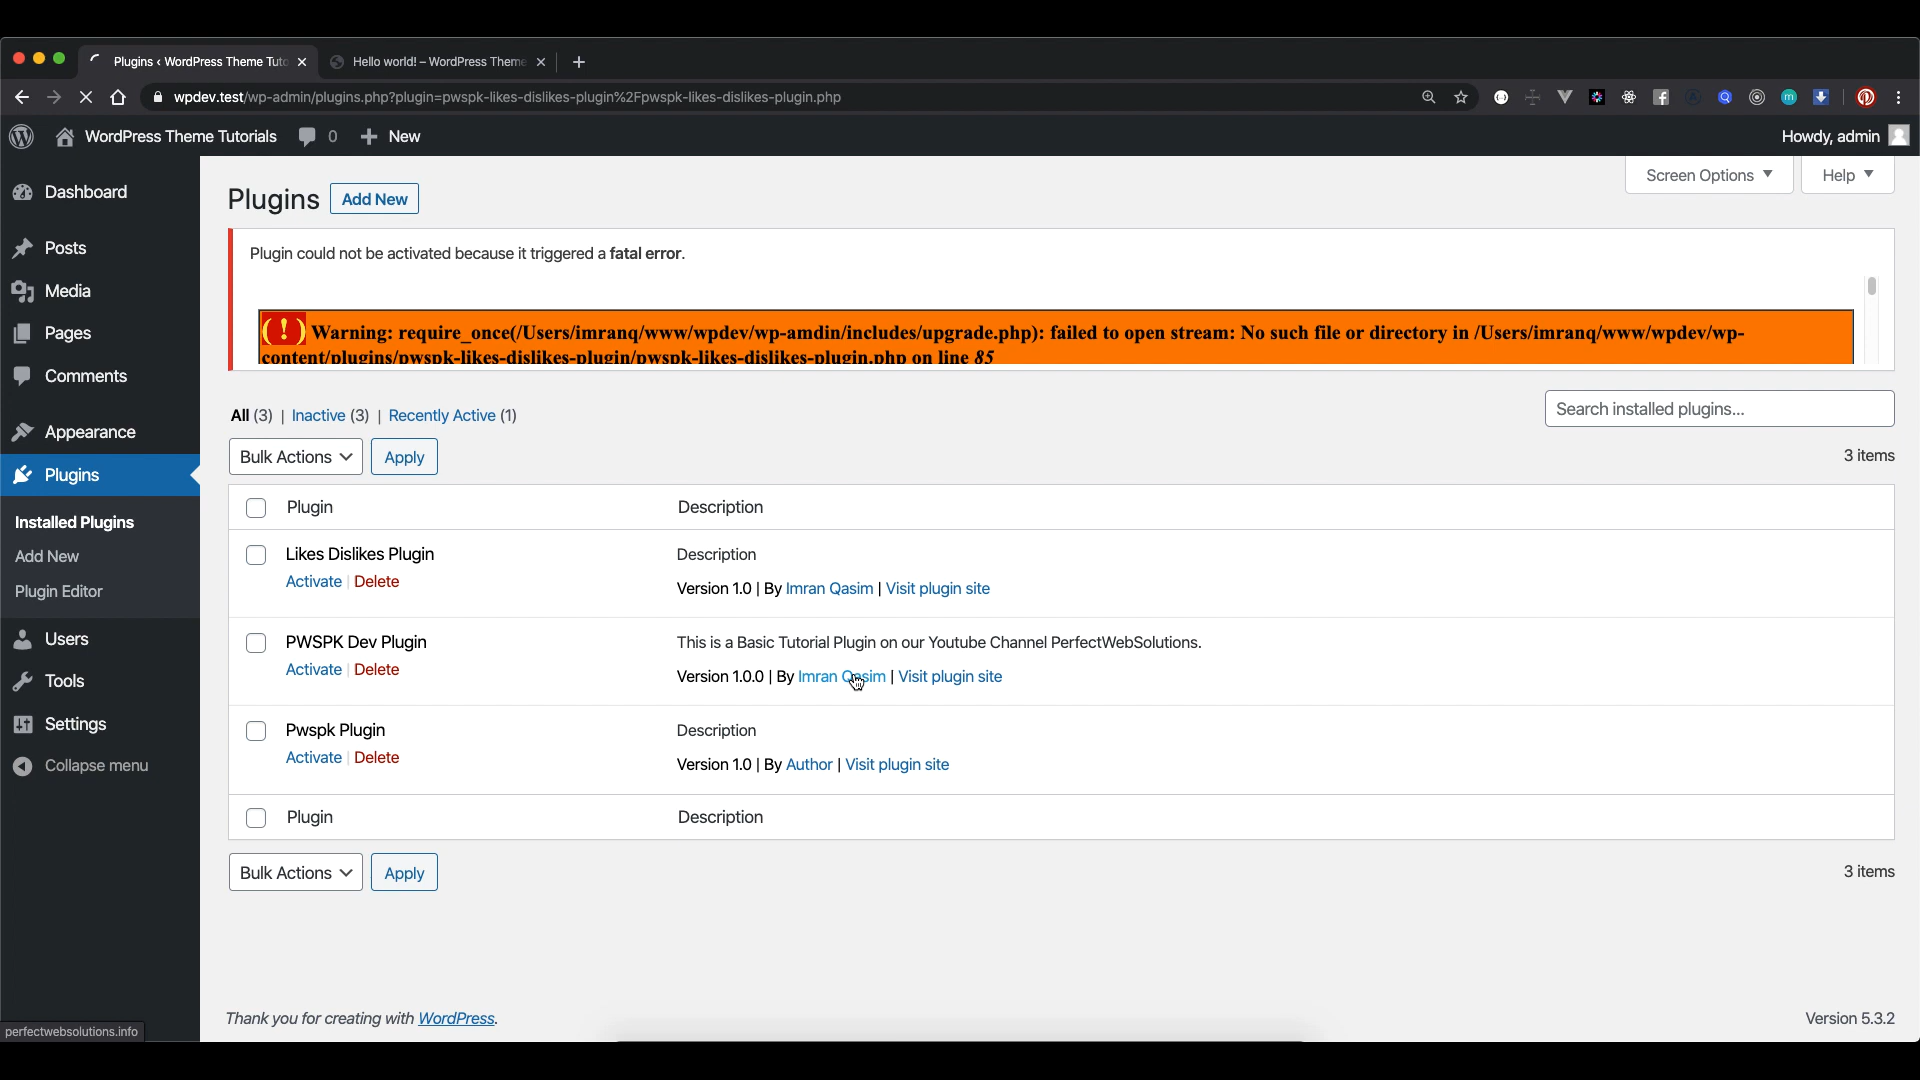 Plugins ‹ WordPress Theme Tuto
Hello world! – WordPress Theme
wpdev.test/wp-admin/plugins.php?plugin=pwspk-likes-dislikes-plugin%2Fpwspk-likes-dislikes-plugin.php
WordPress Theme Tutorials 0 New Howdy, admin
Screen Options Help
Dashboard
Posts
Media
Pages
Comments
Appearance
Plugins
Installed Plugins
Add New
Plugin Editor
Users
Tools
Settings
Collapse menu
Plugins Add New
Plugin could not be activated because it triggered a fatal error.
( ! ) Warning: require_once(/Users/imranq/www/wpdev/wp-amdin/includes/upgrade.php): failed to open stream: No such file or directory in /Users/imranq/www/wpdev/wp-
content/plugins/pwspk-likes-dislikes-plugin/pwspk-likes-dislikes-plugin.php on line 85
All (3) | Inactive (3) | Recently Active (1)
Search installed plugins...
Bulk Actions Apply 3 items
Plugin Description
Likes Dislikes Plugin Description
Activate | Delete Version 1.0 | By Imran Qasim | Visit plugin site
PWSPK Dev Plugin This is a Basic Tutorial Plugin on our Youtube Channel PerfectWebSolutions.
Activate | Delete Version 1.0.0 | By Imran Qasim | Visit plugin site
Pwspk Plugin Description
Activate | Delete Version 1.0 | By Author | Visit plugin site
Plugin Description
Bulk Actions Apply 3 items
Thank you for creating with WordPress. Version 5.3.2
perfectwebsolutions.info